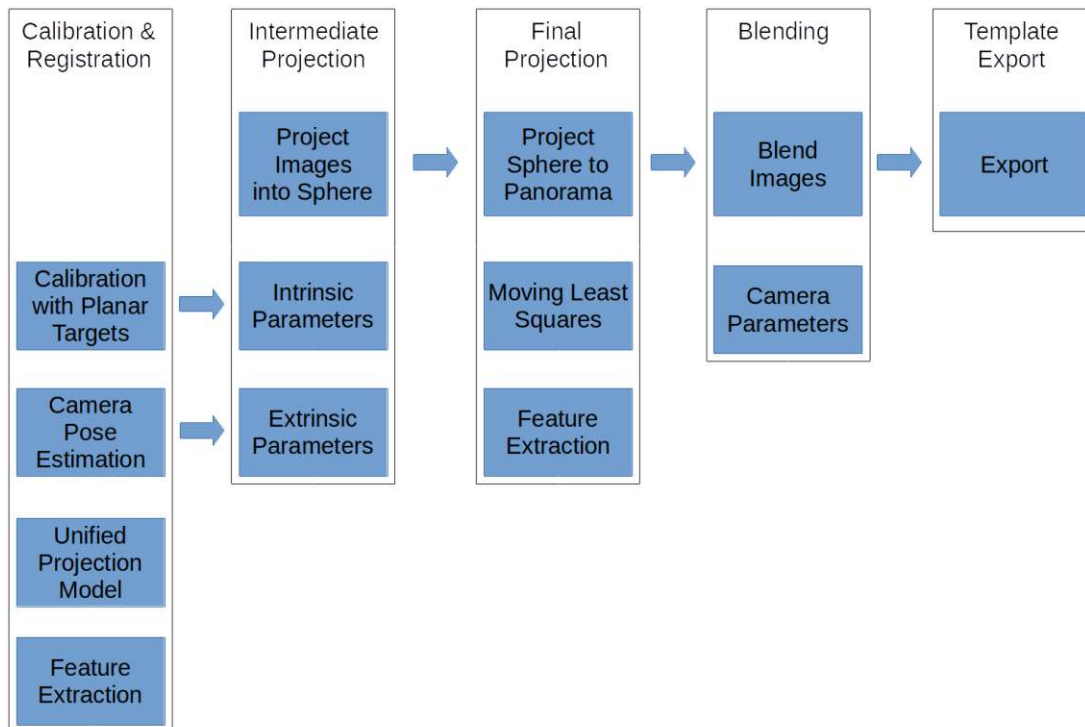 Calibration &
Registration
Calibration
with Planar
Targets
Camera
Pose
Estimation
Unified
Projection
Model
Feature
Extraction
Intermediate
Projection
Project
Images
into Sphere
Intrinsic
Parameters
Extrinsic
Parameters
Final
Projection
Project
Sphere to
Panorama
Moving Least
Squares
Feature
Extraction
Blending
Blend
Images
Camera
Parameters
Template
Export
Export